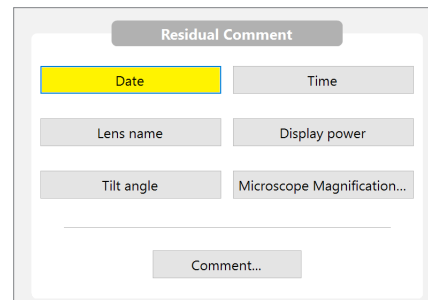 Residual Comment
Date
Time
Lens name
Display power
Tilt angle
Microscope Magnification...
Comment...